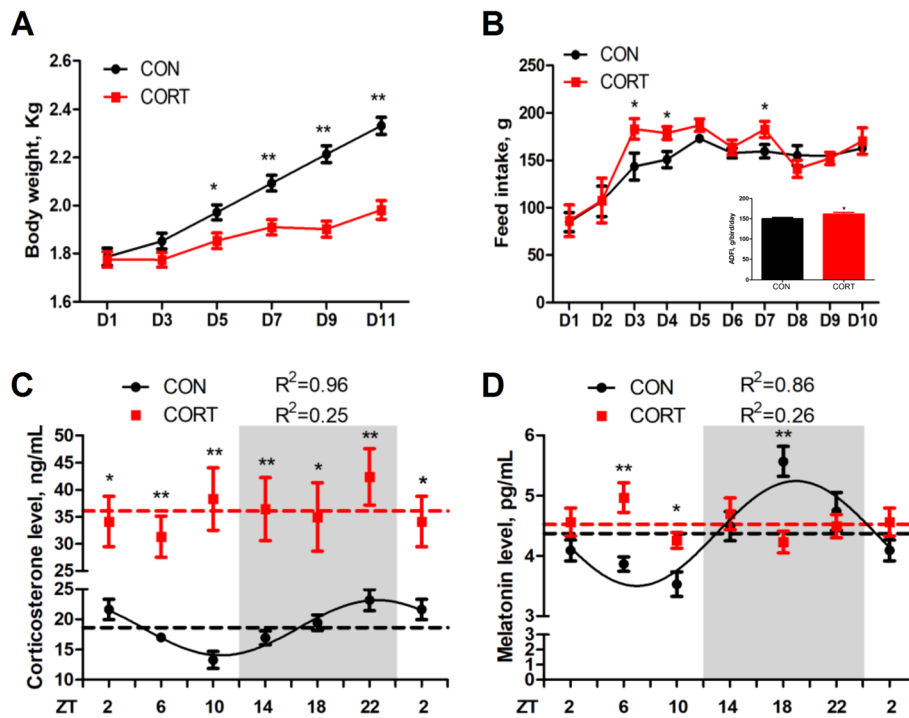 A
CON
CORT
**
**
**
*
Body weight, Kg
2.6
2.4
2.2
2.0
1.8
1.6
D1 D3 D5 D7 D9 D11
B
CON
CORT
* * *
Feed intake, g
250
200
150
100
50
0
D1 D2 D3 D4 D5 D6 D7 D8 D9 D10
ADFI, g/bird/day
200
150
100
50
0
*
CON CORT
C
CON R²=0.96
CORT R²=0.25
Corticosterone level, ng/mL
50
45
40
35
30
25
20
15
10
* ** ** ** * ** *
ZT 2 6 10 14 18 22 2
D
CON R²=0.86
CORT R²=0.26
Melatonin level, pg/mL
6
5
4
3
2
1
0
** * **
ZT 2 6 10 14 18 22 2